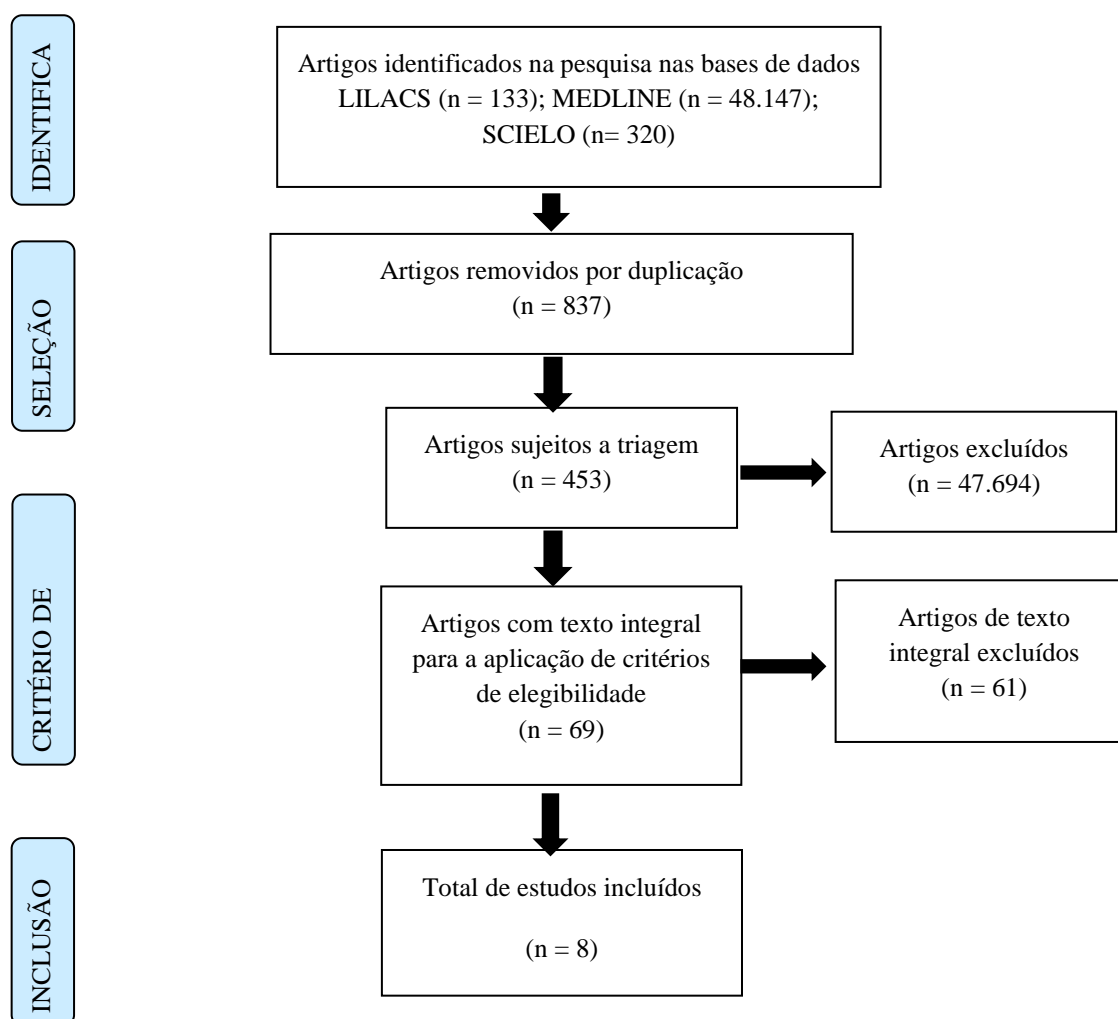 IDENTIFICA
Artigos identificados na pesquisa nas bases de dados
LILACS (n = 133); MEDLINE (n = 48.147);
SCIELO (n= 320)
SELEÇÃO
Artigos removidos por duplicação
(n = 837)
Artigos sujeitos a triagem
(n = 453)
Artigos excluídos
(n = 47.694)
CRITÉRIO DE
Artigos com texto integral
para a aplicação de critérios
de elegibilidade
(n = 69)
Artigos de texto
integral excluídos
(n = 61)
INCLUSÃO
Total de estudos incluídos
(n = 8)